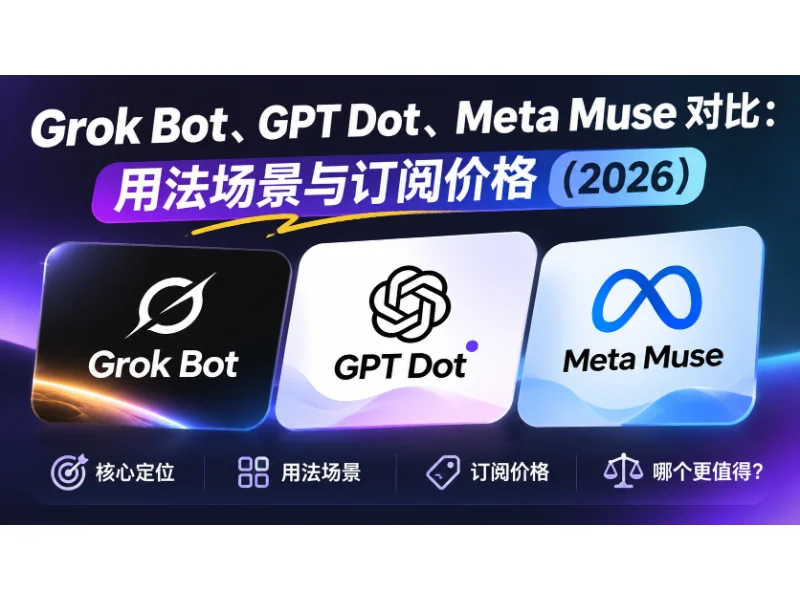 Grok Bot、GPT Dot、Meta Muse 对比：
用法场景与订阅价格（2026）
Grok Bot
GPT Dot
Meta Muse
核心定位
用法场景
订阅价格
哪个更值得？